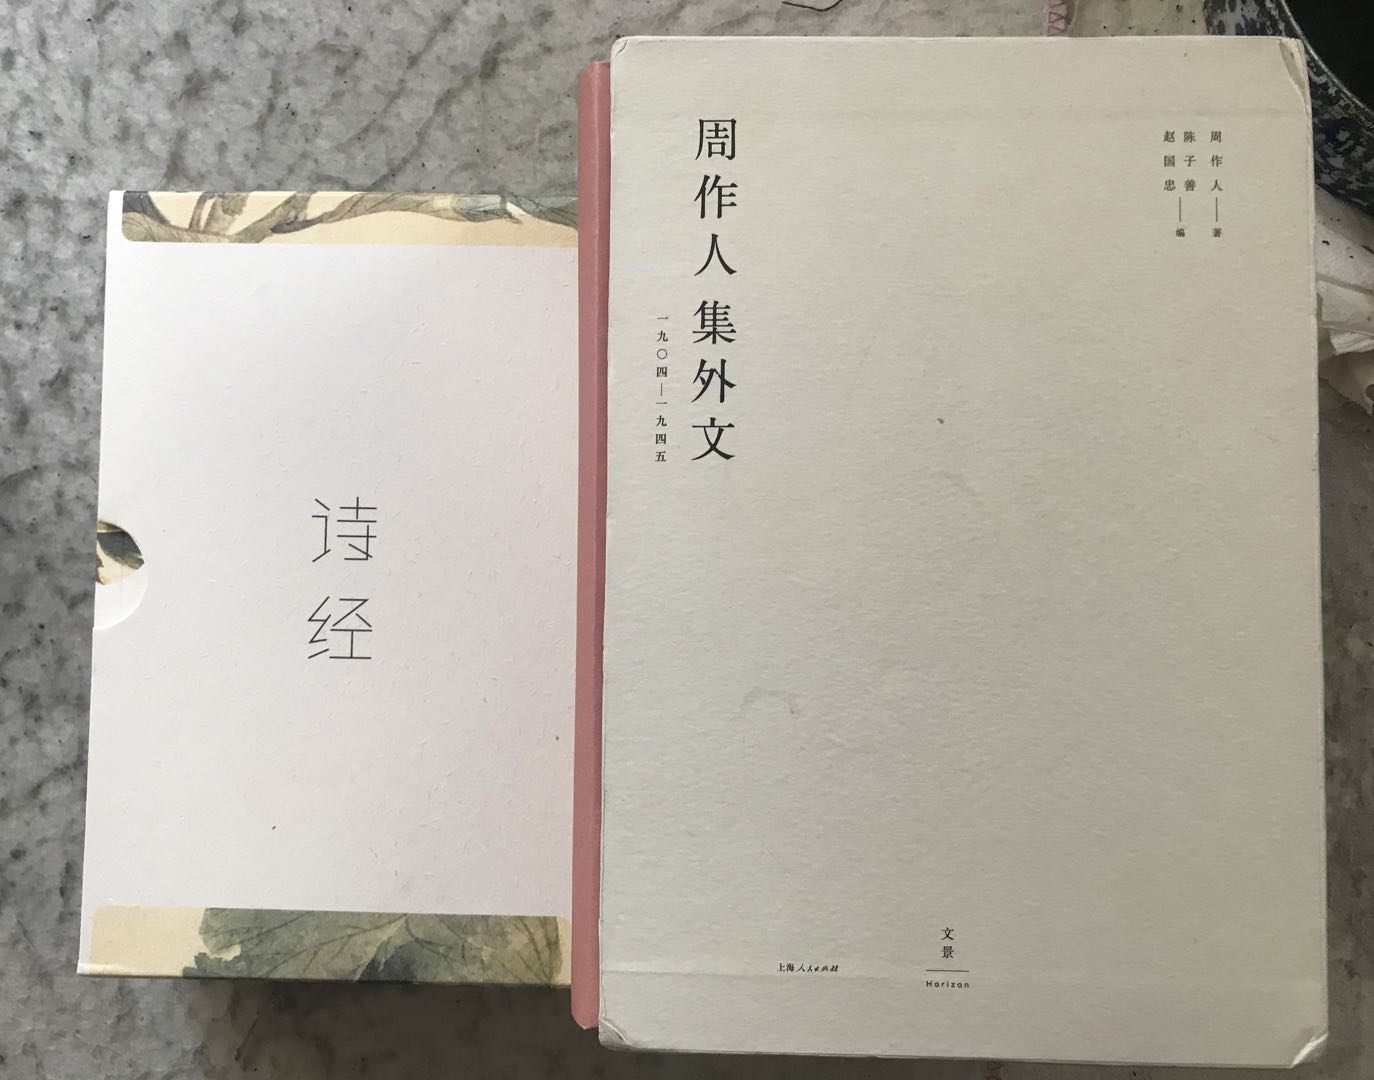 诗经
周作人集外文
一九〇四—一九四五
周作人——著
陈子善
赵国忠
——编
上海人民出版社
文景
Horizon